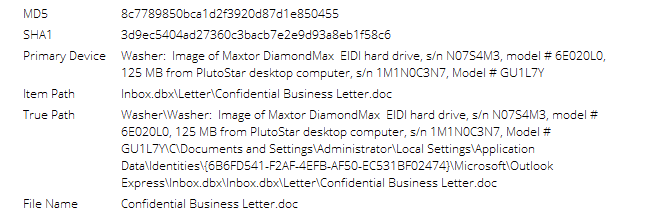 MD5 8c7789850bca1d2f3920d87d1e850455
SHA1 3d9ec5404ad27360c3bacb7e2e9d93a8eb1f58c6
Primary Device Washer: Image of Maxtor DiamondMax EIDI hard drive, s/n N07S4M3, model # 6E020L0,
125 MB from PlutoStar desktop computer, s/n 1M1N0C3N7, Model # GU1L7Y
Item Path Inbox.dbx\Letter\Confidential Business Letter.doc
True Path Washer\Washer: Image of Maxtor DiamondMax EIDI hard drive, s/n N07S4M3, model #
6E020L0, 125 MB from PlutoStar desktop computer, s/n 1M1N0C3N7, Model #
GU1L7Y\C\Documents and Settings\Administrator\Local Settings\Application
Data\Identities\{6B6FD541-F2AF-4EFB-AF50-EC531BF02474}\Microsoft\Outlook
Express\Inbox.dbx\Inbox.dbx\Letter\Confidential Business Letter.doc
File Name Confidential Business Letter.doc